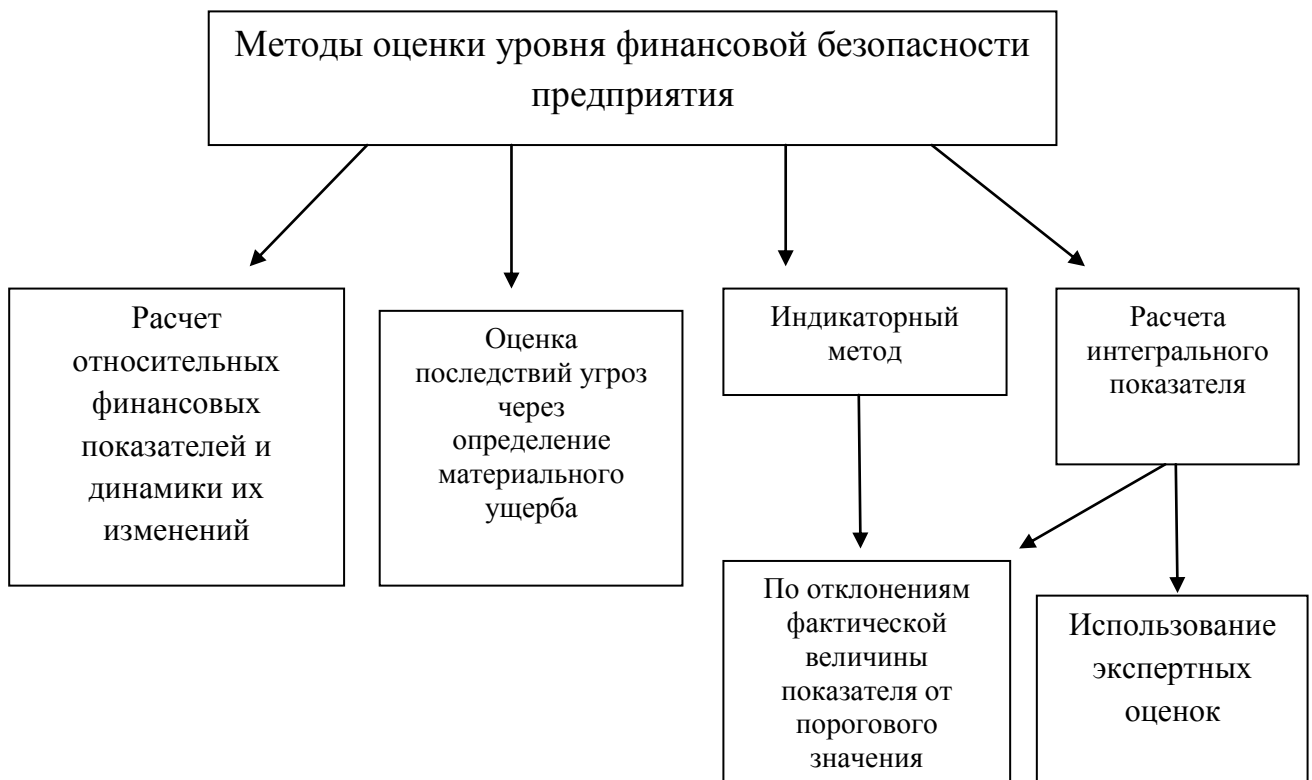 Методы оценки уровня финансовой безопасности
предприятия
Расчет
относительных
финансовых
показателей и
динамики их
изменений
Оценка
последствий угроз
через
определение
материального
ущерба
Индикаторный
метод
Расчета
интегрального
показателя
По отклонениям
фактической
величины
показателя от
порогового
значения
Использование
экспертных
оценок